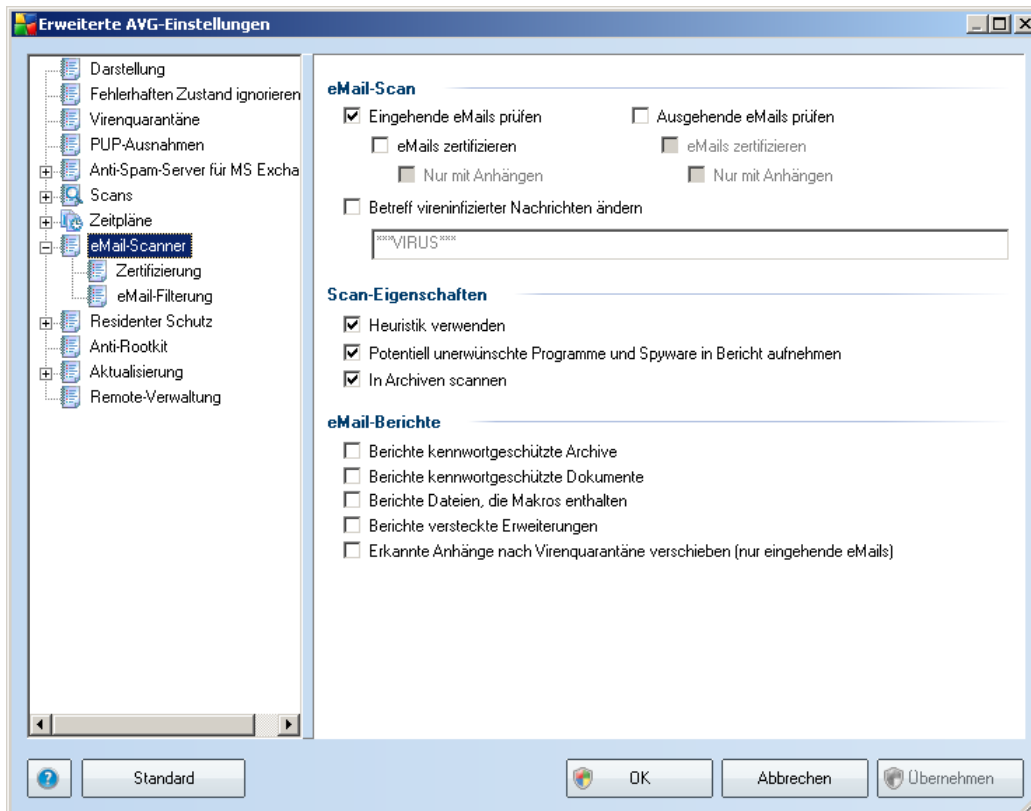 Erweiterte AVG-Einstellungen
Darstellung
Fehlerhaften Zustand ignorieren
Virenquarantäne
PUP-Ausnahmen
Anti-Spam-Server für MS Excha
Scans
Zeitpläne
eMail-Scanner
Zertifizierung
eMail-Filterung
Residenter Schutz
Anti-Rootkit
Aktualisierung
Remote-Verwaltung
eMail-Scan
Eingehende eMails prüfen
Ausgehende eMails prüfen
eMails zertifizieren
eMails zertifizieren
Nur mit Anhängen
Nur mit Anhängen
Betreff vireninfizierter Nachrichten ändern
***VIRUS***
Scan-Eigenschaften
Heuristik verwenden
Potentiell unerwünschte Programme und Spyware in Bericht aufnehmen
In Archiven scannen
eMail-Berichte
Berichte kennwortgeschützte Archive
Berichte kennwortgeschützte Dokumente
Berichte Dateien, die Makros enthalten
Berichte versteckte Erweiterungen
Erkannte Anhänge nach Virenquarantäne verschieben (nur eingehende eMails)
?
Standard
OK
Abbrechen
Übernehmen